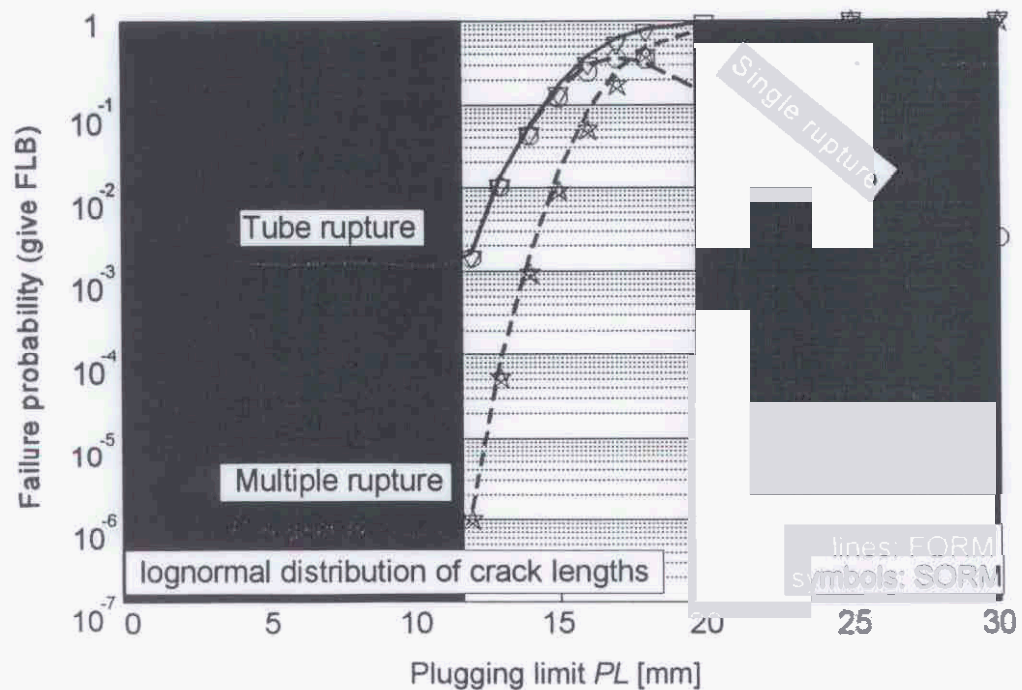 Failure probability (give FLB)
1
10-1
10-2
10-3
10-4
10-5
10-6
10-7
Single rupture
Tube rupture
Multiple rupture
lognormal distribution of crack lengths
lines: FORM
symbols: SORM
0 5 10 15 20 25 30
Plugging limit PL [mm]